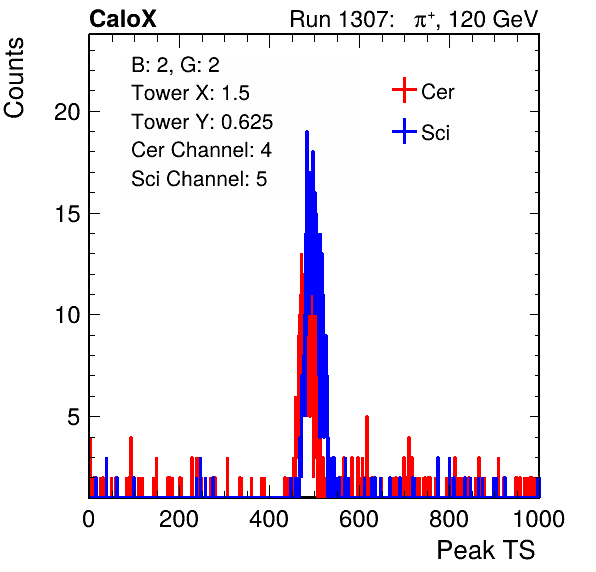 CaloX Run 1307: π⁺, 120 GeV
Counts
B: 2, G: 2
Tower X: 1.5
Tower Y: 0.625
Cer Channel: 4
Sci Channel: 5
Cer
Sci
20
15
10
5
0 200 400 600 800 1000
Peak TS